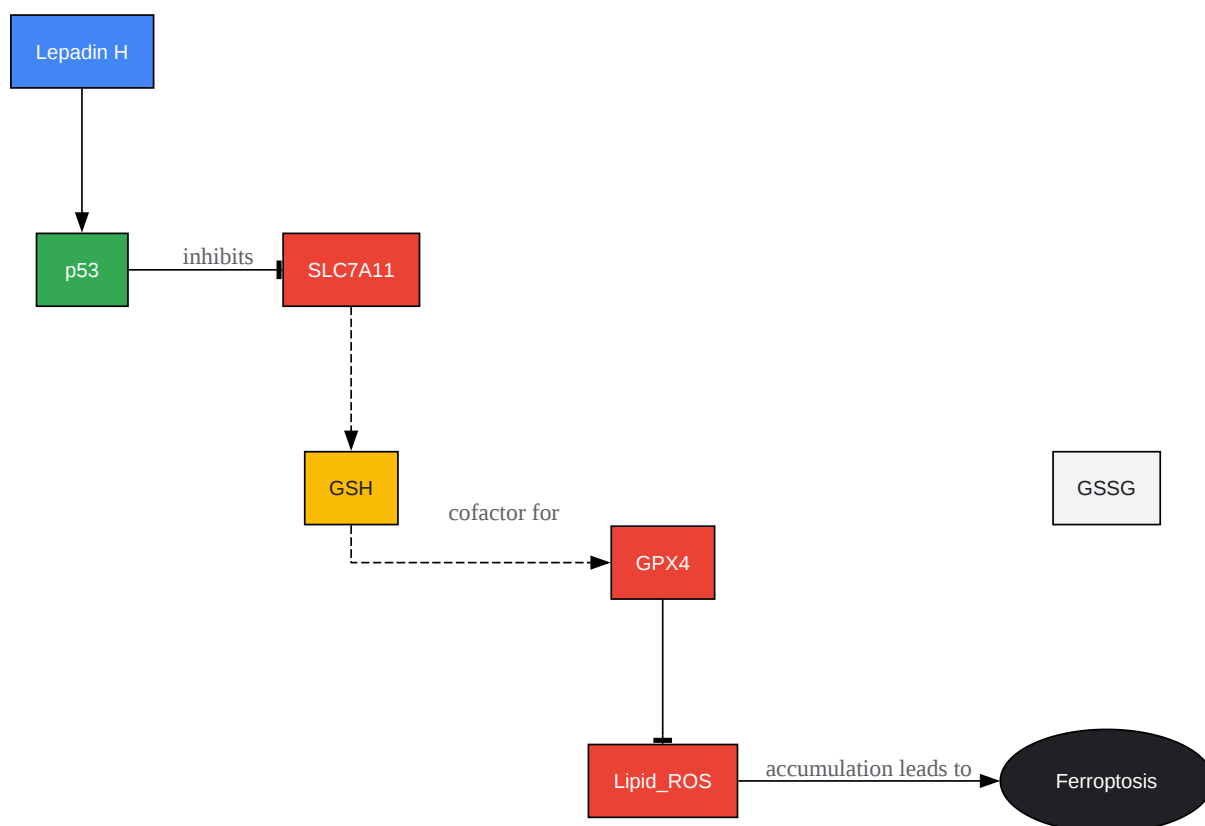 Lepadin H
p53
inhibits
SLC7A11
GSH
GSSG
cofactor for
GPX4
Lipid_ROS
accumulation leads to
Ferroptosis